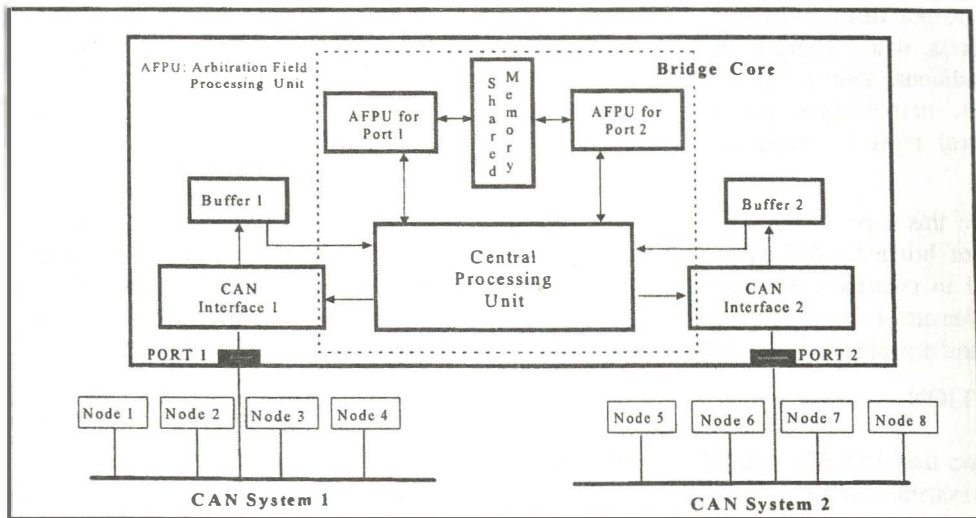 AFPU: Arbitration Field
Processing Unit
Bridge Core
AFPU for
Port 1
Shared
Memory
AFPU for
Port 2
Buffer 1
Buffer 2
Central
Processing
Unit
CAN
Interface 1
CAN
Interface 2
PORT 1
PORT 2
Node 1
Node 2
Node 3
Node 4
Node 5
Node 6
Node 7
Node 8
CAN System 1
CAN System 2